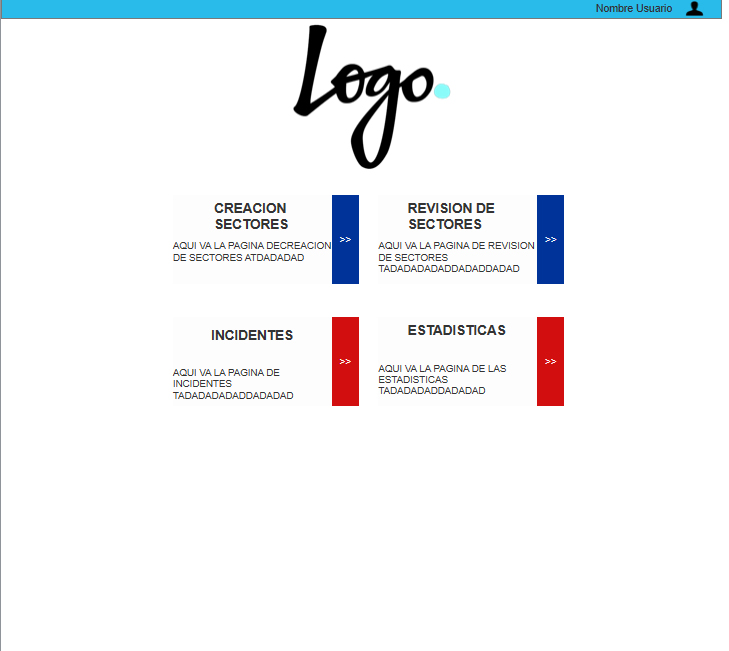 Nombre Usuario
Logo.
CREACION
SECTORES
AQUI VA LA PAGINA DECREACION
DE SECTORES ATDADADAD
>>
REVISION DE
SECTORES
AQUI VA LA PAGINA DE REVISION
DE SECTORES
TADADADADADDADADDADAD
>>
INCIDENTES
AQUI VA LA PAGINA DE
INCIDENTES
TADADADADADDADADAD
>>
ESTADISTICAS
AQUI VA LA PAGINA DE LAS
ESTADISTICAS
TADADADADDADADAD
>>